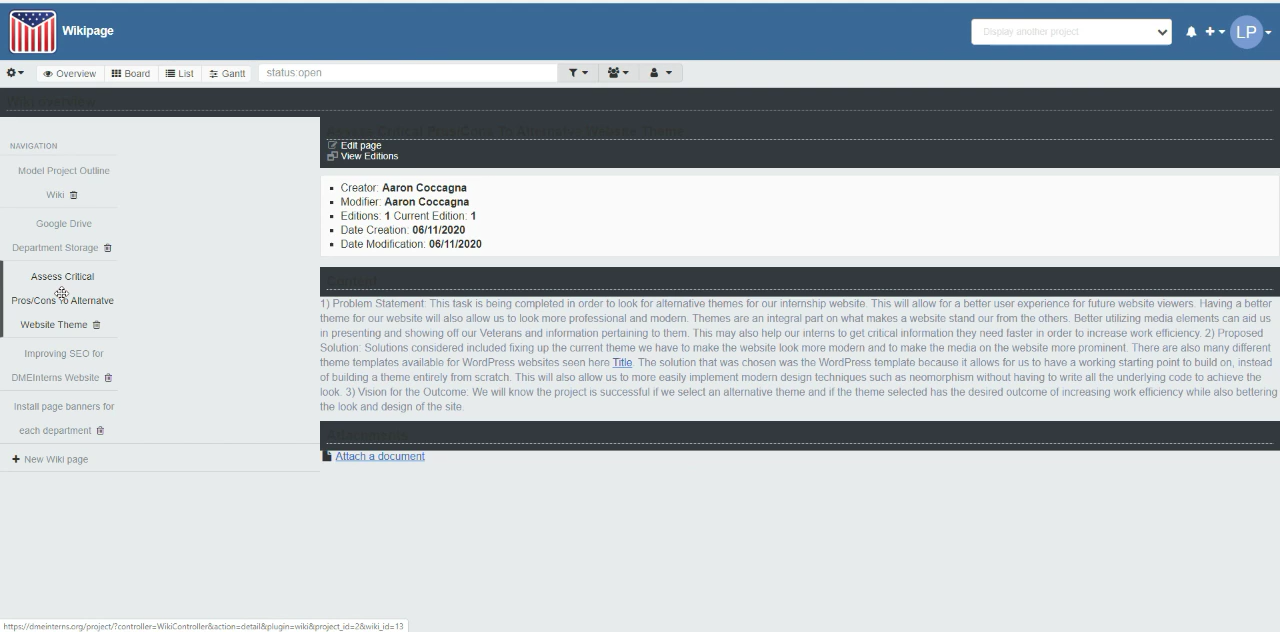 Wikipage
Display another project
LP
Overview
Board
List
Gantt
status:open
Wiki overview
NAVIGATION
Model Project Outline
Wiki
Google Drive
Department Storage
Assess Critical
Pros/Cons To Alternatve
Website Theme
Improving SEO for
DMEInterns Website
Install page banners for
each department
New Wiki page
Assess Critical Pros/Cons To Alternatve Website Theme
Edit page
View Editions
Creator: Aaron Coccagna
Modifier: Aaron Coccagna
Editions: 1 Current Edition: 1
Date Creation: 06/11/2020
Date Modification: 06/11/2020
Content
1) Problem Statement: This task is being completed in order to look for alternative themes for our internship website. This will allow for a better user experience for future website viewers. Having a better
theme for our website will also allow us to look more professional and modern. Themes are an integral part on what makes a website stand our from the others. Better utilizing media elements can aid us
in presenting and showing off our Veterans and information pertaining to them. This may also help our interns to get critical information they need faster in order to increase work efficiency. 2) Proposed
Solution: Solutions considered included fixing up the current theme we have to make the website look more modern and to make the media on the website more prominent. There are also many different
theme templates available for WordPress websites seen here Title. The solution that was chosen was the WordPress template because it allows for us to have a working starting point to build on, instead
of building a theme entirely from scratch. This will also allow us to more easily implement modern design techniques such as neomorphism without having to write all the underlying code to achieve the
look. 3) Vision for the Outcome: We will know the project is successful if we select an alternative theme and if the theme selected has the desired outcome of increasing work efficiency while also bettering
the look and design of the site.
Attachments
Attach a document
https://dmeinterns.org/project/?controller=WikiController&action=detail&plugin=wiki&project_id=2&wiki_id=13